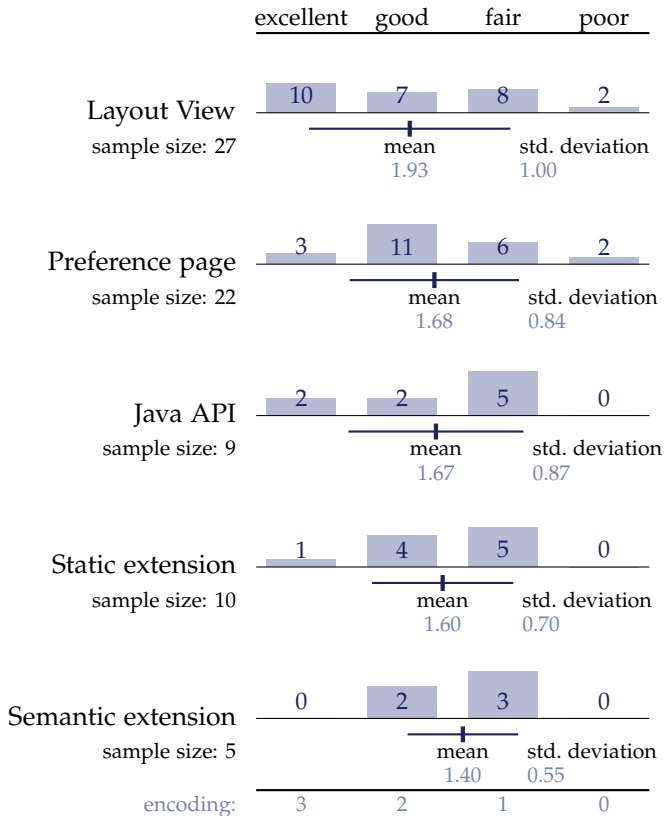 excellent good fair poor
10 7 8 2
Layout View
sample size: 27
mean std. deviation
1.93 1.00
3 11 6 2
Preference page
sample size: 22
mean std. deviation
1.68 0.84
2 2 5 0
Java API
sample size: 9
mean std. deviation
1.67 0.87
1 4 5 0
Static extension
sample size: 10
mean std. deviation
1.60 0.70
0 2 3 0
Semantic extension
sample size: 5
mean std. deviation
1.40 0.55
encoding: 3 2 1 0